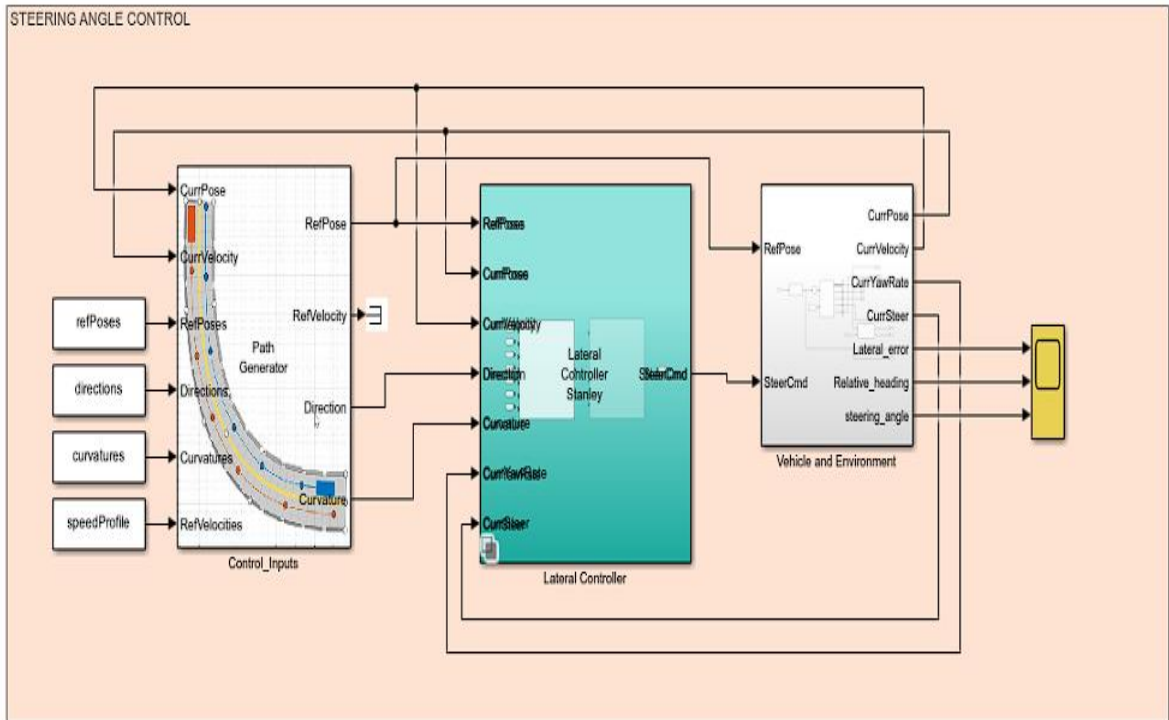 STEERING ANGLE CONTROL
refPoses
directions
curvatures
speedProfile
CurrPose
CurrVelocity
RefPoses
Directions
Curvatures
RefVelocities
Path
Generator
RefPose
RefVelocity
Direction
Curvature
Control_Inputs
RefPose
CurrPose
CurrVelocity
Direction
Curvature
CurrYawRate
CurrSteer
Lateral
Controller
Stanley
SteerCmd
Lateral Controller
RefPose
SteerCmd
CurrPose
CurrVelocity
CurrYawRate
CurrSteer
Lateral_error
Relative_heading
steering_angle
Vehicle and Environment